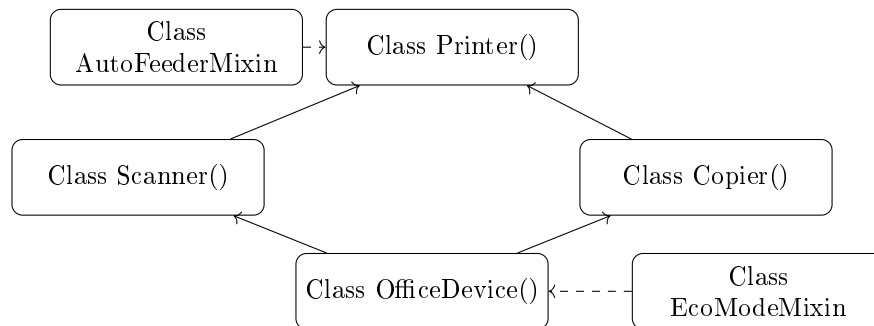 Class
AutoFeederMixin
Class Printer()
Class Scanner()
Class Copier()
Class OfficeDevice()
Class
EcoModeMixin